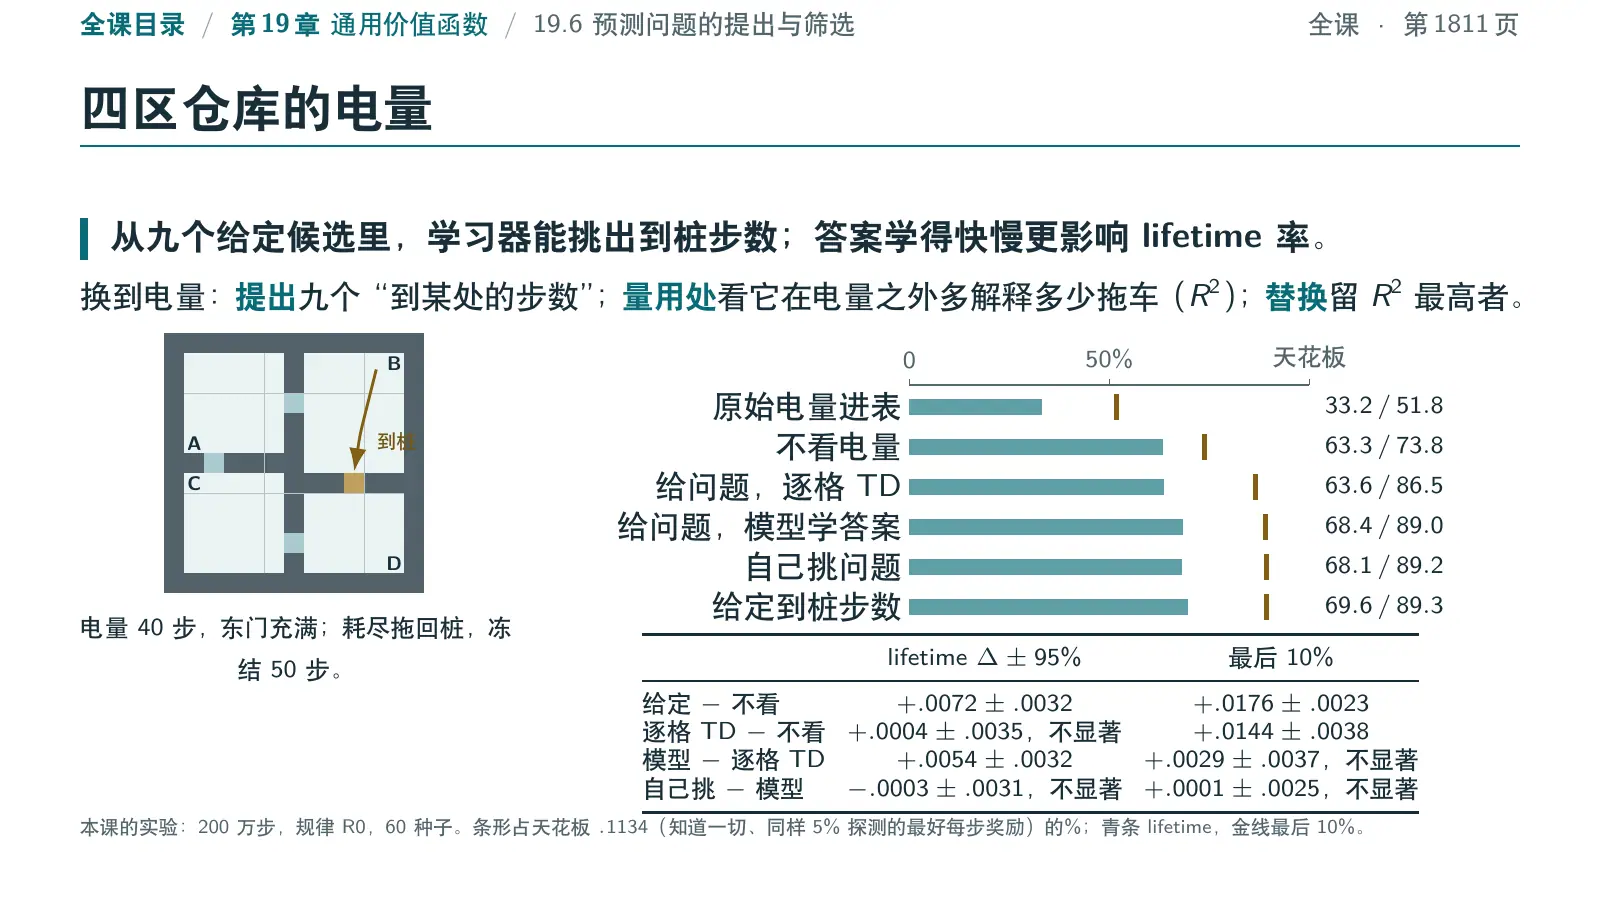 全课目录 / 第 19 章 通用价值函数 / 19.6 预测问题的提出与筛选
全课 · 第 1811 页
四区仓库的电量
从九个给定候选里，学习器能挑出到桩步数；答案学得快慢更影响 lifetime 率。
换到电量：提出九个 “到某处的步数”；量用处看它在电量之外多解释多少拖车（R²）；替换留 R² 最高者。
B
到桩
A
C
D
电量 40 步，东门充满；耗尽拖回桩，冻
结 50 步。
0 50% 天花板
原始电量进表 33.2 / 51.8
不看电量 63.3 / 73.8
给问题，逐格 TD 63.6 / 86.5
给问题，模型学答案 68.4 / 89.0
自己挑问题 68.1 / 89.2
给定到桩步数 69.6 / 89.3
lifetime Δ ± 95% 最后 10%
给定 − 不看 +.0072 ± .0032 +.0176 ± .0023
逐格 TD − 不看 +.0004 ± .0035，不显著 +.0144 ± .0038
模型 − 逐格 TD +.0054 ± .0032 +.0029 ± .0037，不显著
自己挑 − 模型 −.0003 ± .0031，不显著 +.0001 ± .0025，不显著
本课的实验：200 万步，规律 R0，60 种子。条形占天花板 .1134（知道一切、同样 5% 探测的最好每步奖励）的%；青条 lifetime，金线最后 10%。